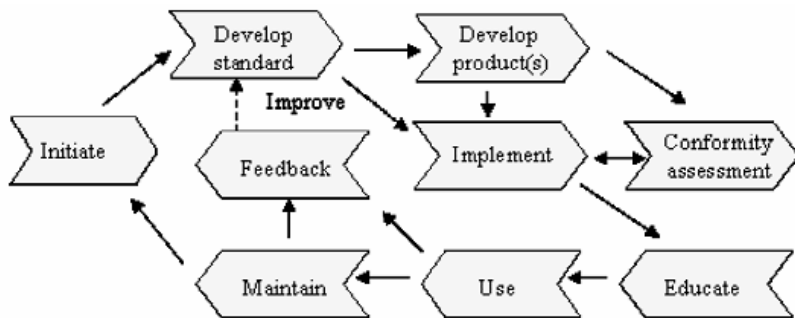 Develop
standard
Develop
product(s)
Improve
Initiate
Feedback
Implement
Conformity
assessment
Maintain
Use
Educate